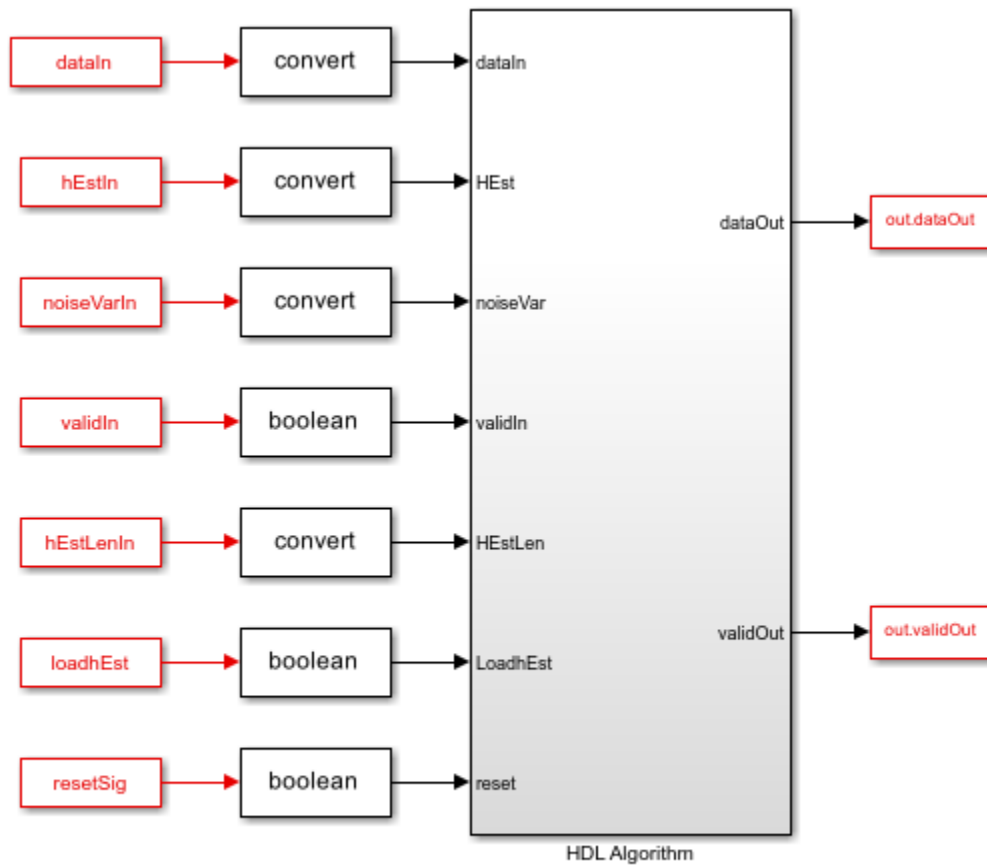 dataIn
convert
dataIn
hEstIn
convert
HEst
dataOut
out.dataOut
noiseVarIn
convert
noiseVar
validIn
boolean
validIn
hEstLenIn
convert
HEstLen
validOut
out.validOut
loadhEst
boolean
LoadhEst
resetSig
boolean
reset
HDL Algorithm